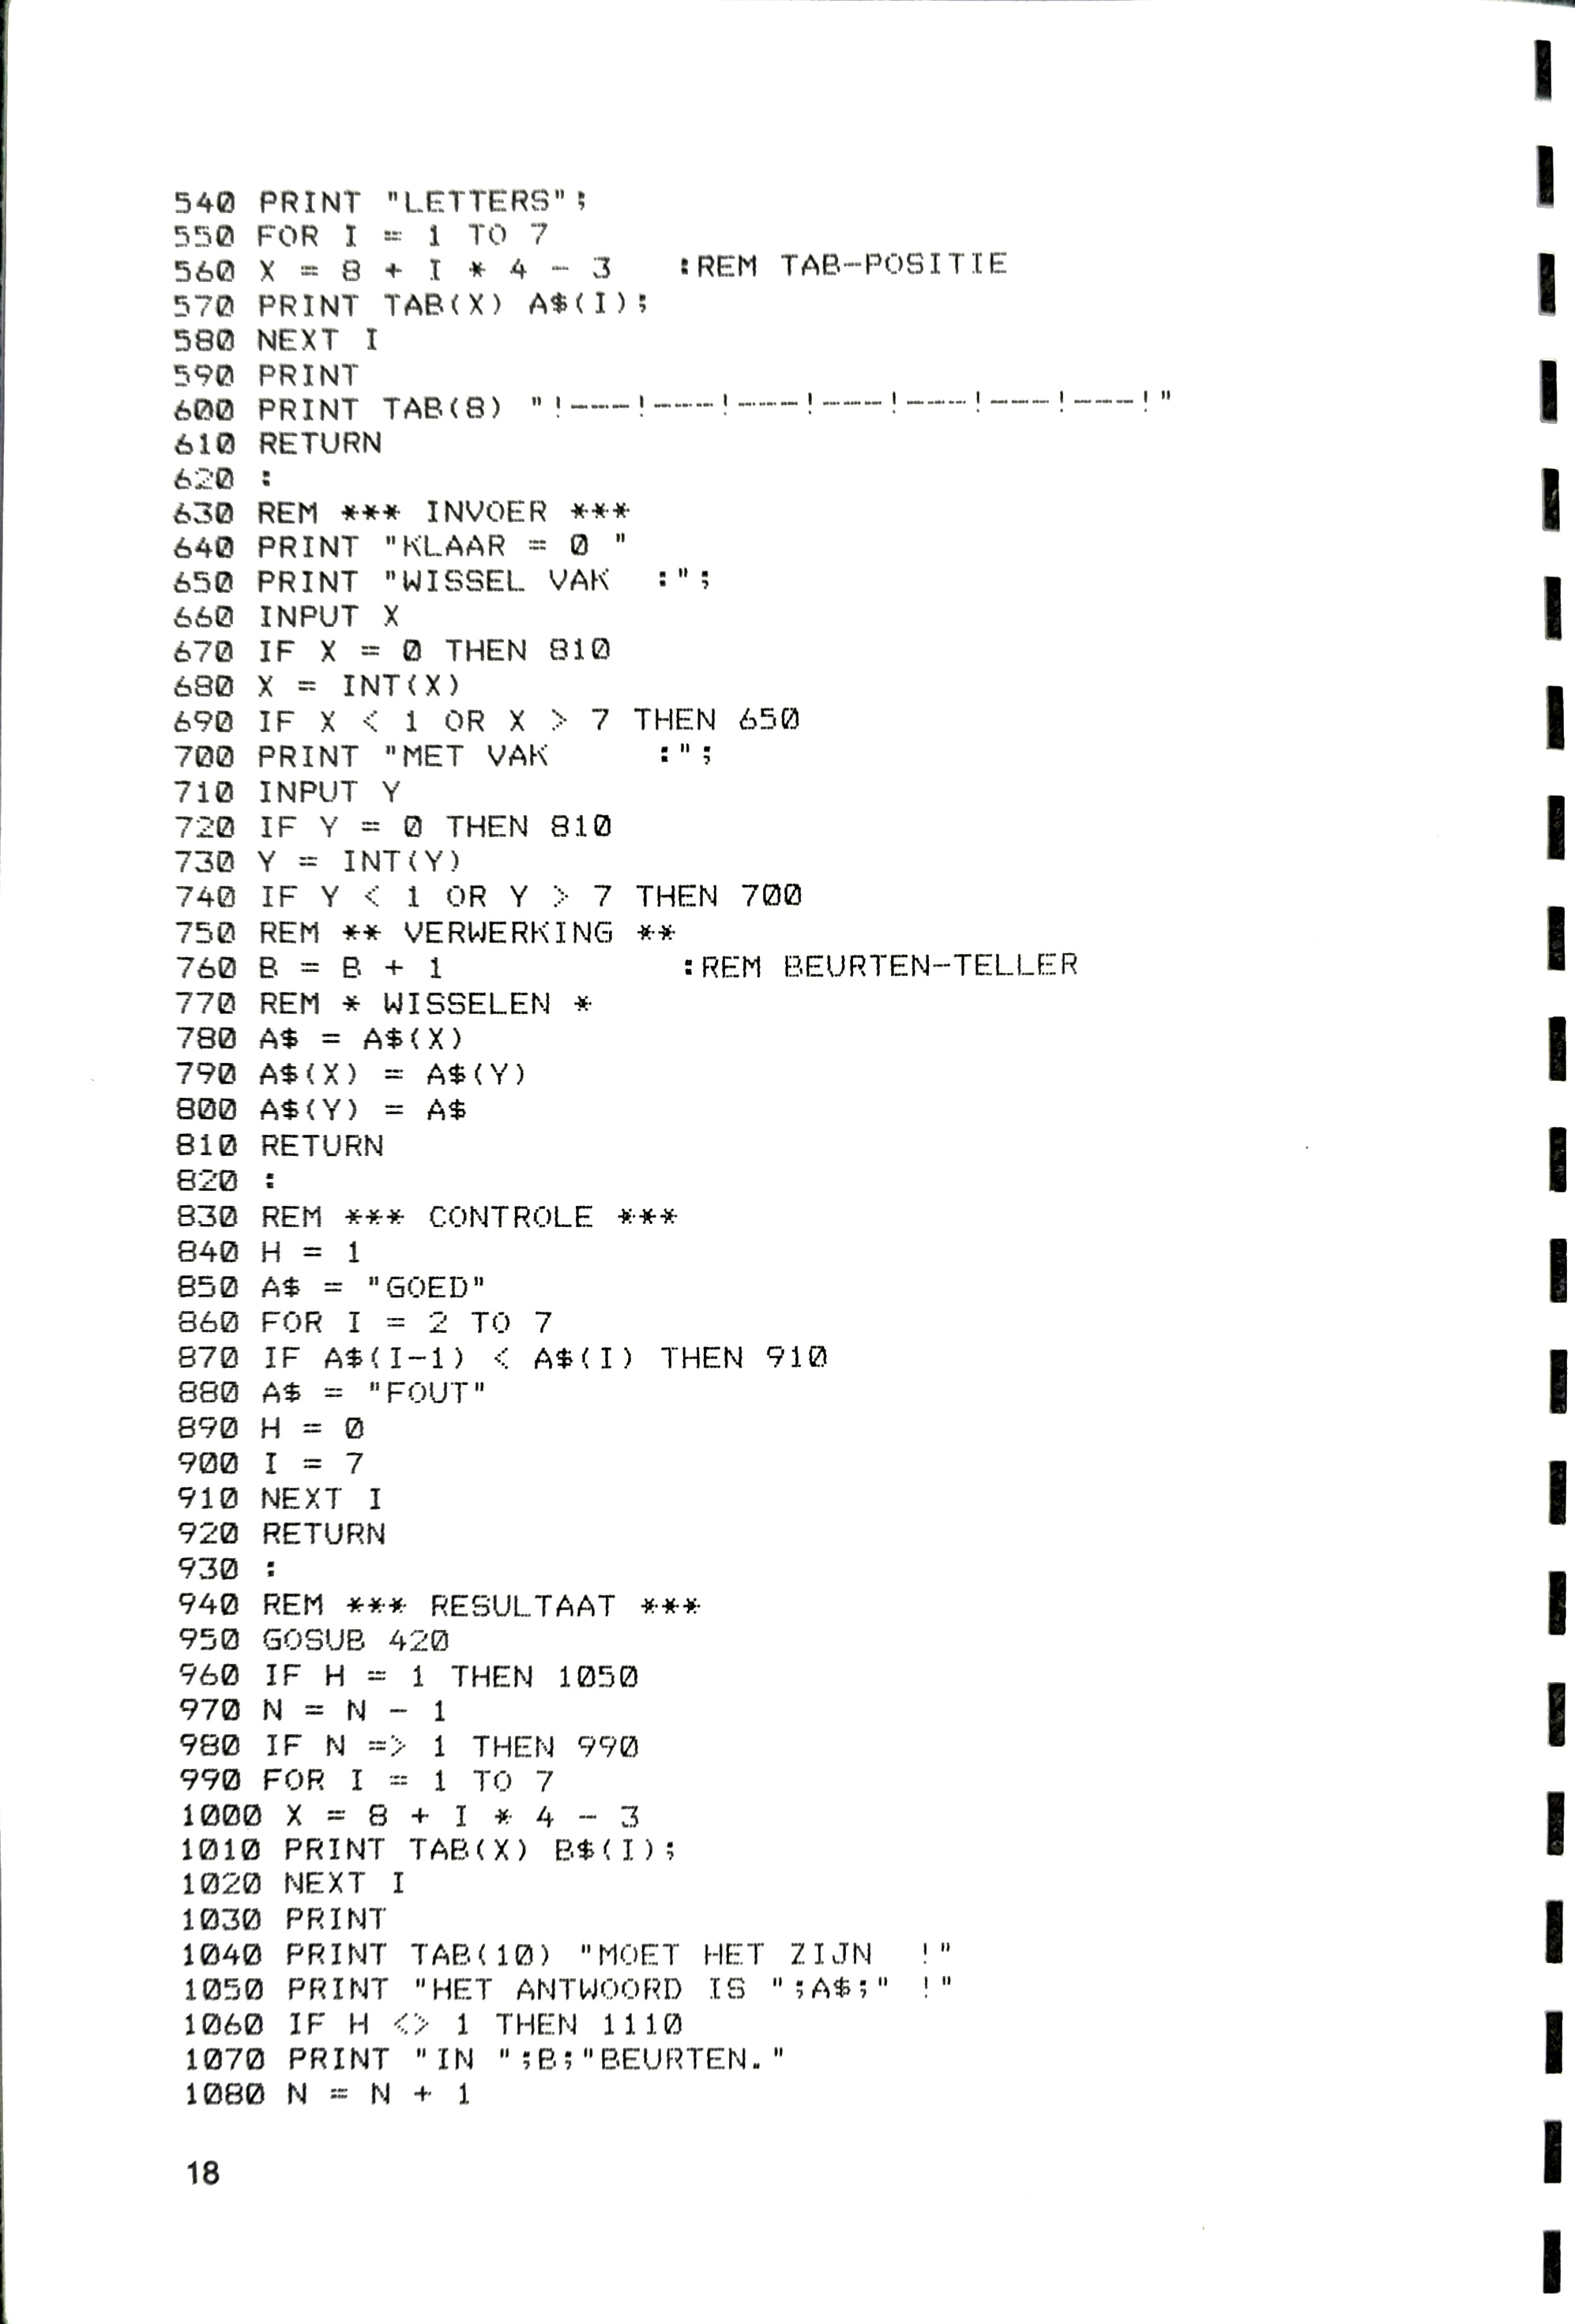 540 PRINT "LETTERS";
550 FOR I = 1 TO 7
560 X = 8 + I * 4 - 3   :REM TAB-POSITIE
570 PRINT TAB(X) A$(I);
580 NEXT I
590 PRINT
600 PRINT TAB(8) "!---!---!---!---!---!---!---!"
610 RETURN
620 :
630 REM *** INVOER ***
640 PRINT "KLAAR = 0 "
650 PRINT "WISSEL VAK  :";
660 INPUT X
670 IF X = 0 THEN 810
680 X = INT(X)
690 IF X < 1 OR X > 7 THEN 650
700 PRINT "MET VAK     :";
710 INPUT Y
720 IF Y = 0 THEN 810
730 Y = INT(Y)
740 IF Y < 1 OR Y > 7 THEN 700
750 REM ** VERWERKING **
760 B = B + 1           :REM BEURTEN-TELLER
770 REM * WISSELEN *
780 A$ = A$(X)
790 A$(X) = A$(Y)
800 A$(Y) = A$
810 RETURN
820 :
830 REM *** CONTROLE ***
840 H = 1
850 A$ = "GOED"
860 FOR I = 2 TO 7
870 IF A$(I-1) < A$(I) THEN 910
880 A$ = "FOUT"
890 H = 0
900 I = 7
910 NEXT I
920 RETURN
930 :
940 REM *** RESULTAAT ***
950 GOSUB 420
960 IF H = 1 THEN 1050
970 N = N - 1
980 IF N => 1 THEN 990
990 FOR I = 1 TO 7
1000 X = 8 + I * 4 - 3
1010 PRINT TAB(X) B$(I);
1020 NEXT I
1030 PRINT
1040 PRINT TAB(10) "MOET HET ZIJN  !"
1050 PRINT "HET ANTWOORD IS ";A$;" !"
1060 IF H <> 1 THEN 1110
1070 PRINT "IN ";B;"BEURTEN."
1080 N = N + 1
18